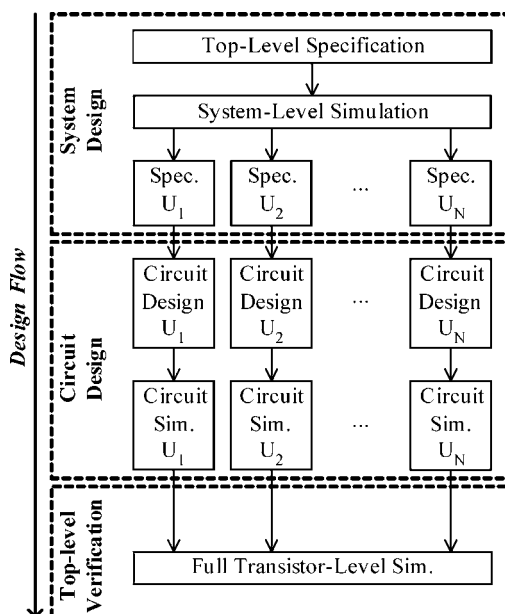 Design Flow
System
Design
Top-Level Specification
System-Level Simulation
Spec.
U1
Spec.
U2
...
Spec.
UN
Circuit
Design
Circuit
Design
U1
Circuit
Design
U2
...
Circuit
Design
UN
Circuit
Sim.
U1
Circuit
Sim.
U2
...
Circuit
Sim.
UN
Top-level
Verification
Full Transistor-Level Sim.